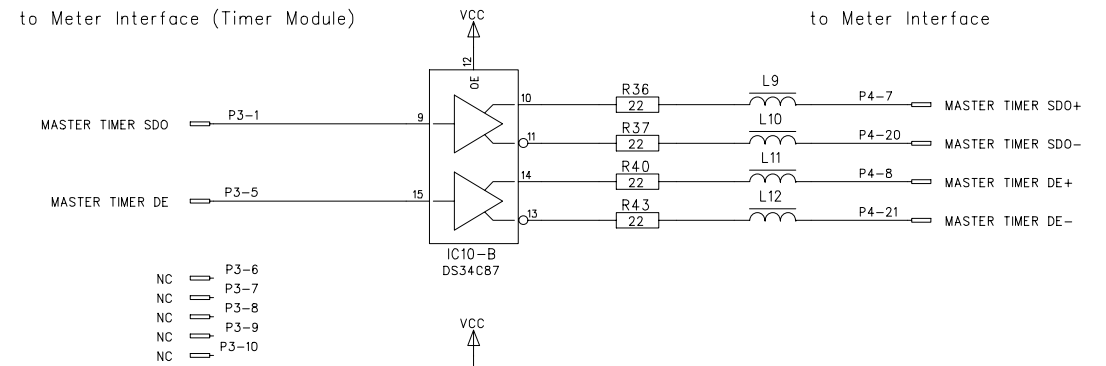 to Meter Interface (Timer Module)
VCC
to Meter Interface
12
OE
MASTER TIMER SDO
P3-1
9
10
R36
22
L9
P4-7
MASTER TIMER SDO+
11
R37
22
L10
P4-20
MASTER TIMER SDO-
MASTER TIMER DE
P3-5
15
14
R40
22
L11
P4-8
MASTER TIMER DE+
13
R43
22
L12
P4-21
MASTER TIMER DE-
IC10-B
DS34C87
NC P3-6
NC P3-7
NC P3-8
NC P3-9
NC P3-10
VCC